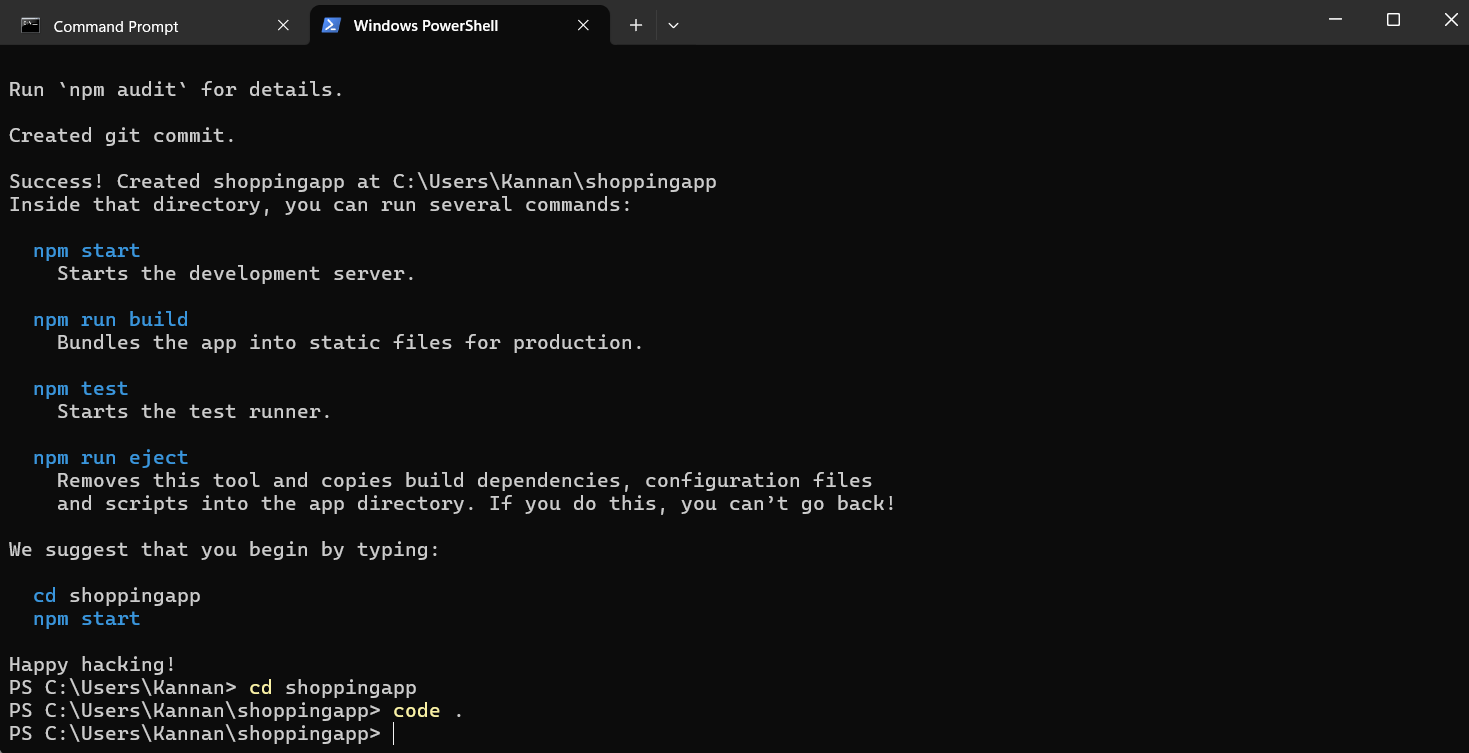 Command Prompt
Windows PowerShell
Run `npm audit` for details.
Created git commit.
Success! Created shoppingapp at C:\Users\Kannan\shoppingapp
Inside that directory, you can run several commands:
npm start
Starts the development server.
npm run build
Bundles the app into static files for production.
npm test
Starts the test runner.
npm run eject
Removes this tool and copies build dependencies, configuration files
and scripts into the app directory. If you do this, you can’t go back!
We suggest that you begin by typing:
cd shoppingapp
npm start
Happy hacking!
PS C:\Users\Kannan> cd shoppingapp
PS C:\Users\Kannan\shoppingapp> code .
PS C:\Users\Kannan\shoppingapp>